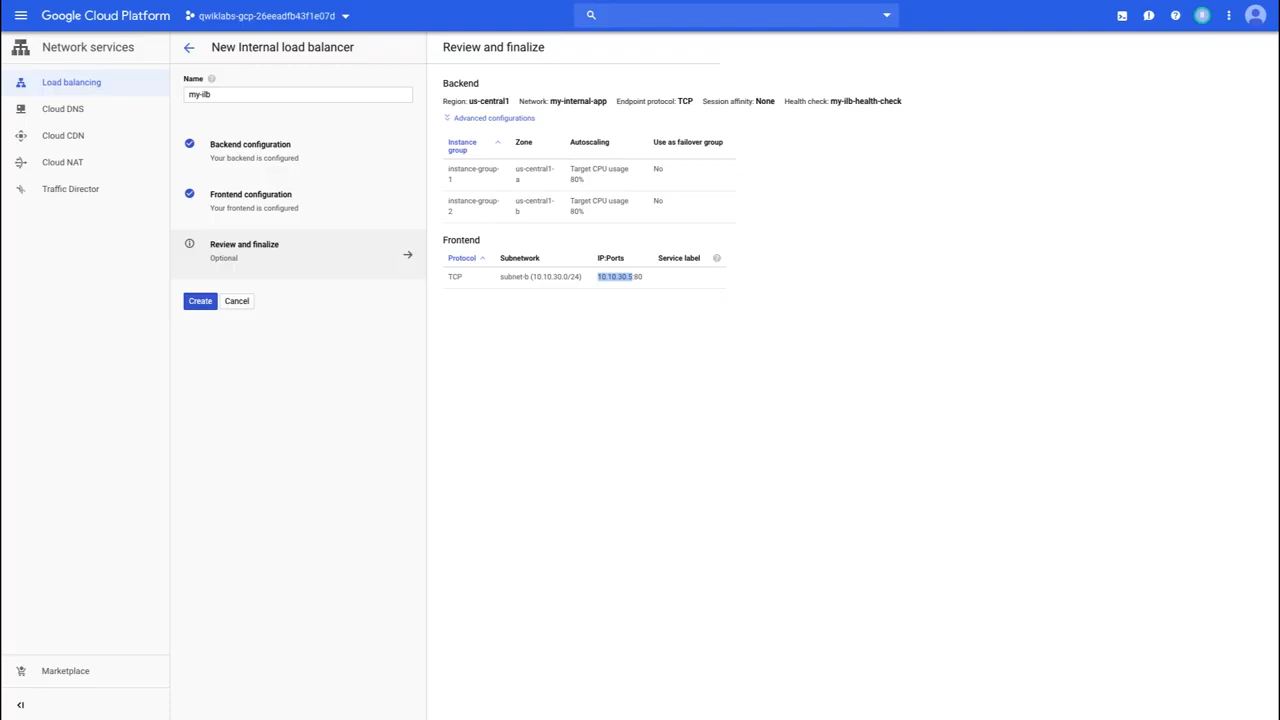 Google Cloud Platform
qwiklabs-gcp-26eeadfb43f1e07d
Network services
New Internal load balancer
Review and finalize
Load balancing
Cloud DNS
Cloud CDN
Cloud NAT
Traffic Director
Marketplace
Name
my-ilb
Backend configuration
Your backend is configured
Frontend configuration
Your frontend is configured
Review and finalize
Optional
Create Cancel
Backend
Region: us-central1 Network: my-internal-app Endpoint protocol: TCP Session affinity: None Health check: my-ilb-health-check
Advanced configurations
Instance group Zone Autoscaling Use as failover group
instance-group-1 us-central1-a Target CPU usage 80% No
instance-group-2 us-central1-b Target CPU usage 80% No
Frontend
Protocol Subnetwork IP:Ports Service label
TCP subnet-b (10.10.30.0/24) 10.10.30.5:80